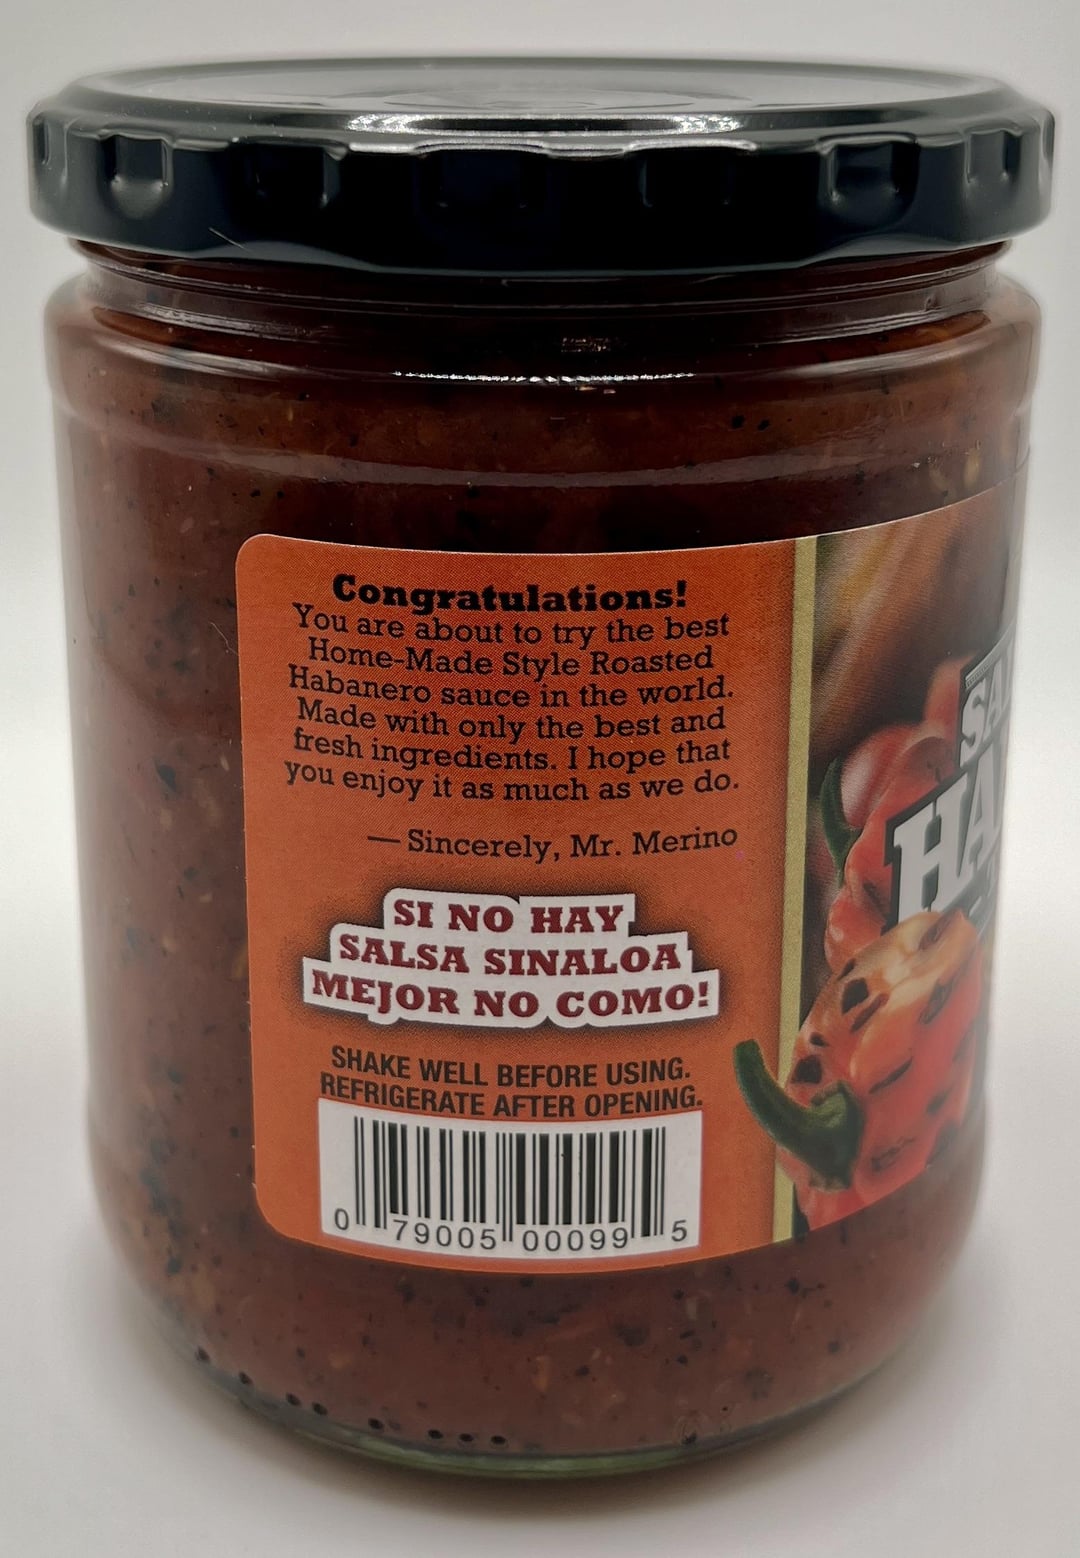 Congratulations!
You are about to try the best
Home-Made Style Roasted
Habanero sauce in the world.
Made with only the best and
fresh ingredients. I hope that
you enjoy it as much as we do.
— Sincerely, Mr. Merino
SI NO HAY
SALSA SINALOA
MEJOR NO COMO!
SHAKE WELL BEFORE USING.
REFRIGERATE AFTER OPENING.
0 79005 00099 5